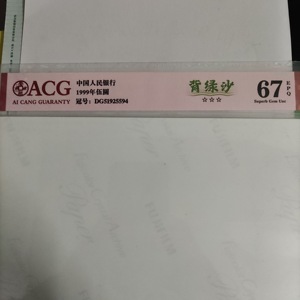 ACG
AI CANG GUARANTY
中国人民银行
1999年伍圆
冠号: DG51925594
背绿沙
☆☆☆
67 EPQ
Superb Gem Unc